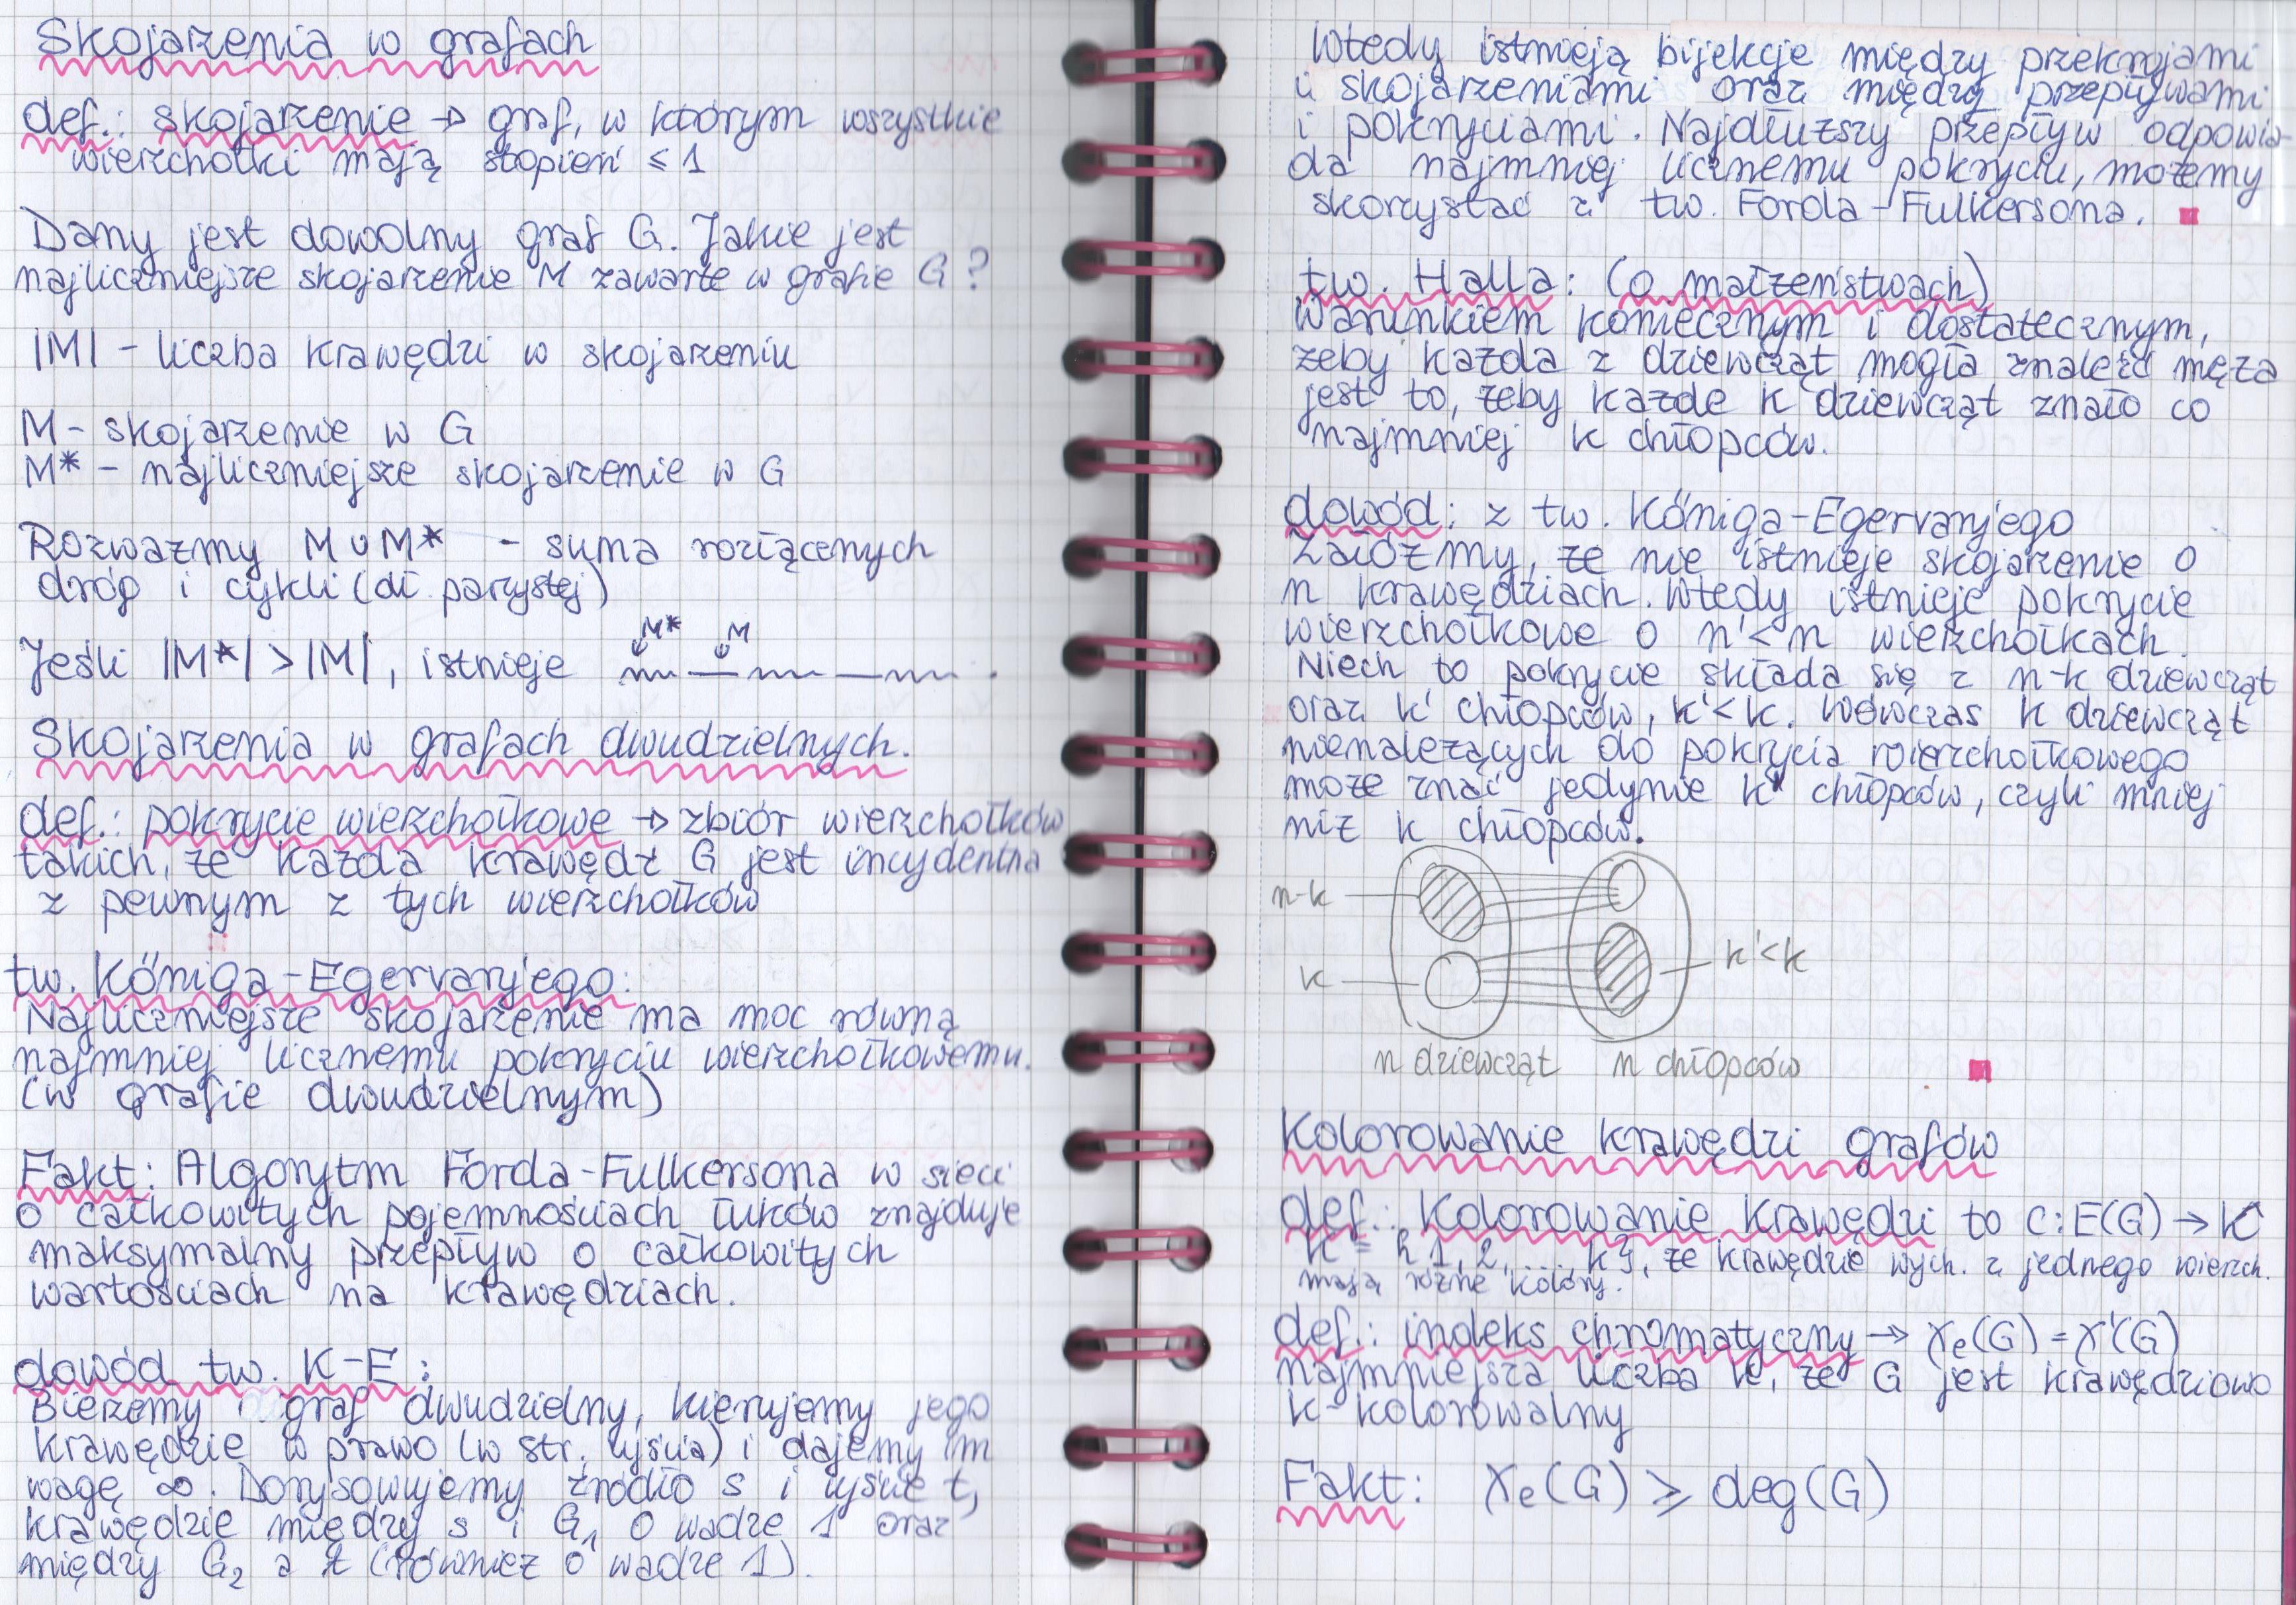 Skojarzenia w grafach
def.: skojarzenie → graf, w którym wszystkie
wierzchołki mają stopień ≤ 1
Dany jest dowolny graf G. Jakie jest
najliczniejsze skojarzenie M zawarte w grafie G?
|M| - liczba krawędzi w skojarzeniu
M - skojarzenie w G
M* - najliczniejsze skojarzenie w G
Rozważmy M ∪ M* - suma rozłącznych
dróg i cykli (dł. parzystej)
M* M
Jeśli |M*| > |M|, istnieje
Skojarzenia w grafach dwudzielnych.
def.: pokrycie wierzchołkowe → zbiór wierzchołków
takich, że każda krawędź G jest incydentna
z pewnym z tych wierzchołków
tw. Königa-Egervary'ego:
Najliczniejsze skojarzenie ma moc równą
najmniej licznemu pokryciu wierzchołkowemu.
(w grafie dwudzielnym)
Fakt: Algorytm Forda-Fulkersona w sieci
o całkowitych pojemnościach łuków znajduje
maksymalny przepływ o całkowitych
wartościach na krawędziach.
dowód tw. K-E:
Bierzemy graf dwudzielny, kierujemy jego
krawędzie w prawo (w str. ujścia) i dajemy im
wagę ∞. Dorysowujemy źródło s i ujście t,
krawędzie między s i G₁ o wadze 1 oraz
między G₂ a t (również o wadze 1).
Wtedy istnieją bijekcje między przekrojami
i skojarzeniami oraz między przepływami
i pokryciami. Najdłuższy przepływ odpowia-
da najmniej licznemu pokryciu, możemy
skorzystać z tw. Forda-Fulkersona.
tw. Halla: (o małżeństwach)
Warunkiem koniecznym i dostatecznym,
żeby każda z dziewcząt mogła znaleźć męża
jest to, żeby każde k dziewcząt znało co
najmniej k chłopców.
dowód: z tw. Königa-Egervary'ego
Załóżmy, że nie istnieje skojarzenie o
n krawędziach. Wtedy istnieje pokrycie
wierzchołkowe o n' < n wierzchołkach.
Niech to pokrycie składa się z n-k dziewcząt
oraz k' chłopców, k' < k. Wówczas k dziewcząt
nienależących do pokrycia wierzchołkowego
może znać jedynie k' chłopców, czyli mniej
niż k chłopców.
n-k
k
k' < k
n dziewcząt n chłopców
Kolorowanie krawędzi grafów
def.: Kolorowanie krawędzi to c: E(G) → K
K = {1, 2, ..., k}, że krawędzie wych. z jednego wierzch.
mają różne kolory.
def.: indeks chromatyczny → χₑ(G) = χ'(G)
najmniejsza liczba k, że G jest krawędziowo
k-kolorowalny
Fakt: χₑ(G) ≥ deg(G)